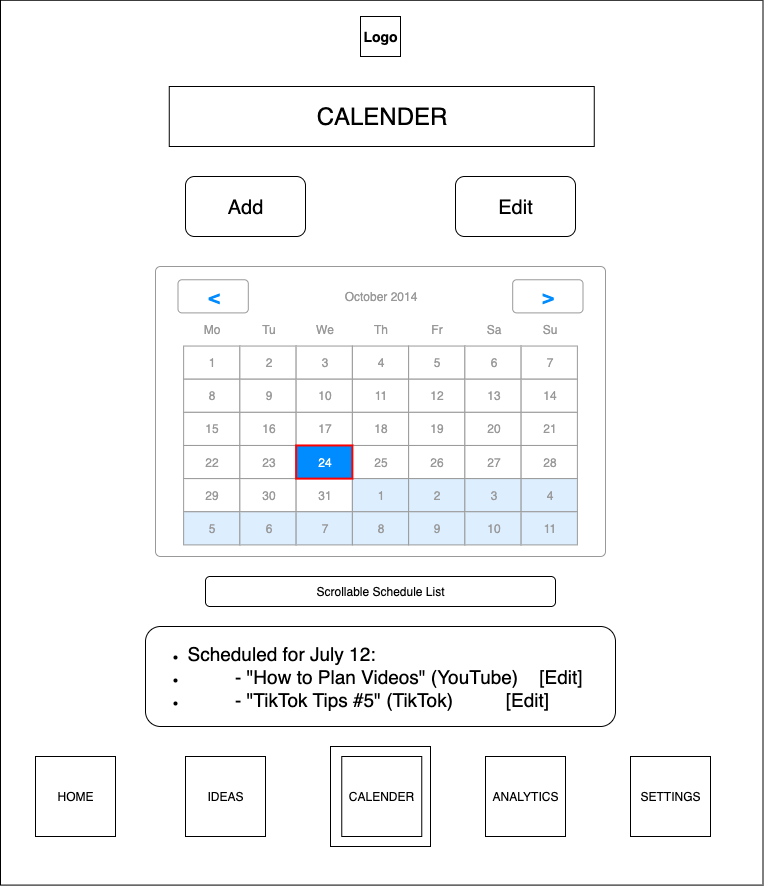 Logo
CALENDER
Add Edit
< October 2014 >
Mo Tu We Th Fr Sa Su
1 2 3 4 5 6 7
8 9 10 11 12 13 14
15 16 17 18 19 20 21
22 23 24 25 26 27 28
29 30 31 1 2 3 4
5 6 7 8 9 10 11
Scrollable Schedule List
• Scheduled for July 12:
• - "How to Plan Videos" (YouTube) [Edit]
• - "TikTok Tips #5" (TikTok) [Edit]
HOME IDEAS CALENDER ANALYTICS SETTINGS